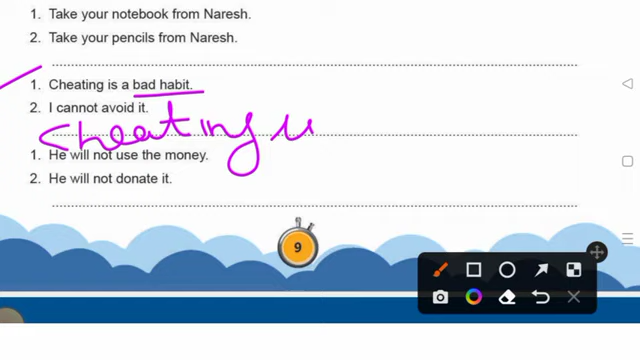 1. Take your notebook from Naresh.
2. Take your pencils from Naresh.
1. Cheating is a bad habit.
2. I cannot avoid it.
cheating
1. He will not use the money.
2. He will not donate it.
9